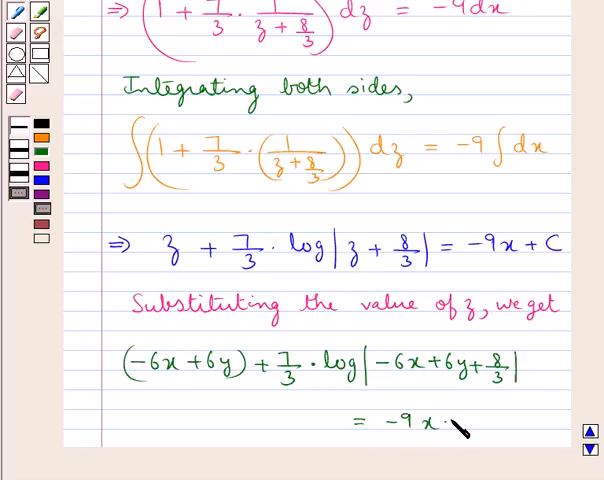 ⇒ (1 + 7/3 · 1/(z + 8/3)) dz = -9dx
Integrating both sides,
∫(1 + 7/3 · (1/(z + 8/3))) dz = -9 ∫ dx
⇒ z + 7/3 · log|z + 8/3| = -9x + C
Substituting the value of z, we get
(-6x + 6y) + 7/3 · log|-6x + 6y + 8/3|
= -9x